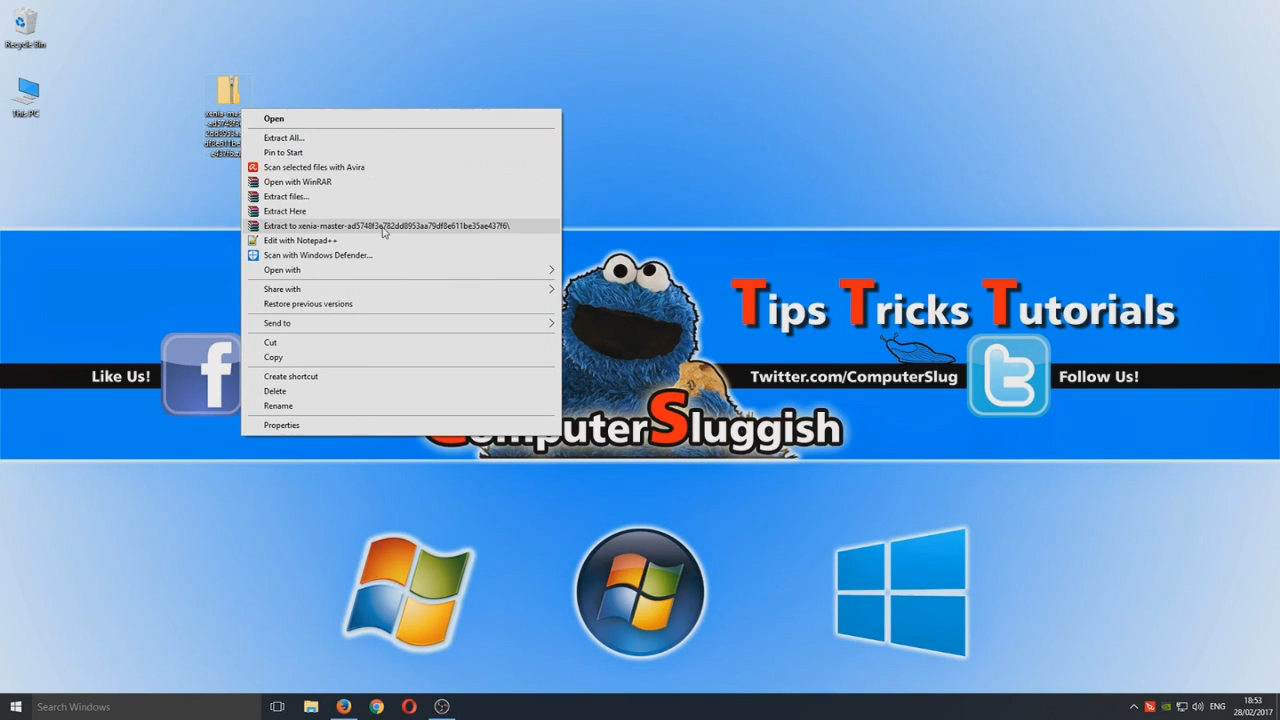 Recycle Bin
This PC
Open
Extract All...
Pin to Start
Scan selected files with Avira
Open with WinRAR
Extract files...
Extract Here
Extract to xenia-master-ad5748f3e782dd8953aa79df8e611be35ae437f6\
Edit with Notepad++
Scan with Windows Defender...
Open with
Share with
Restore previous versions
Send to
Cut
Copy
Create shortcut
Delete
Rename
Properties
Tips Tricks Tutorials
Like Us!
f
Twitter.com/ComputerSlug
t
Follow Us!
ComputerSluggish
Search Windows
ENG
18:53
28/02/2017